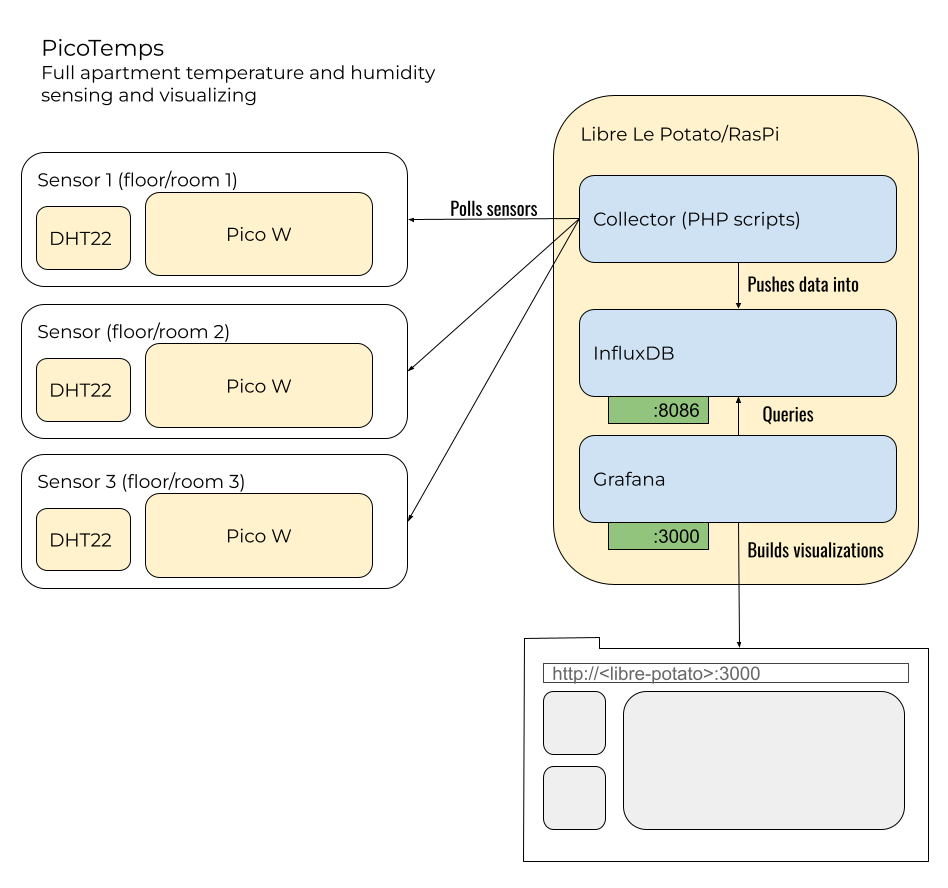 PicoTemps
Full apartment temperature and humidity
sensing and visualizing
Libre Le Potato/RasPi
Sensor 1 (floor/room 1)
DHT22
Pico W
Polls sensors
Collector (PHP scripts)
Pushes data into
Sensor (floor/room 2)
DHT22
Pico W
InfluxDB
:8086
Queries
Sensor 3 (floor/room 3)
DHT22
Pico W
Grafana
:3000
Builds visualizations
http://<libre-potato>:3000